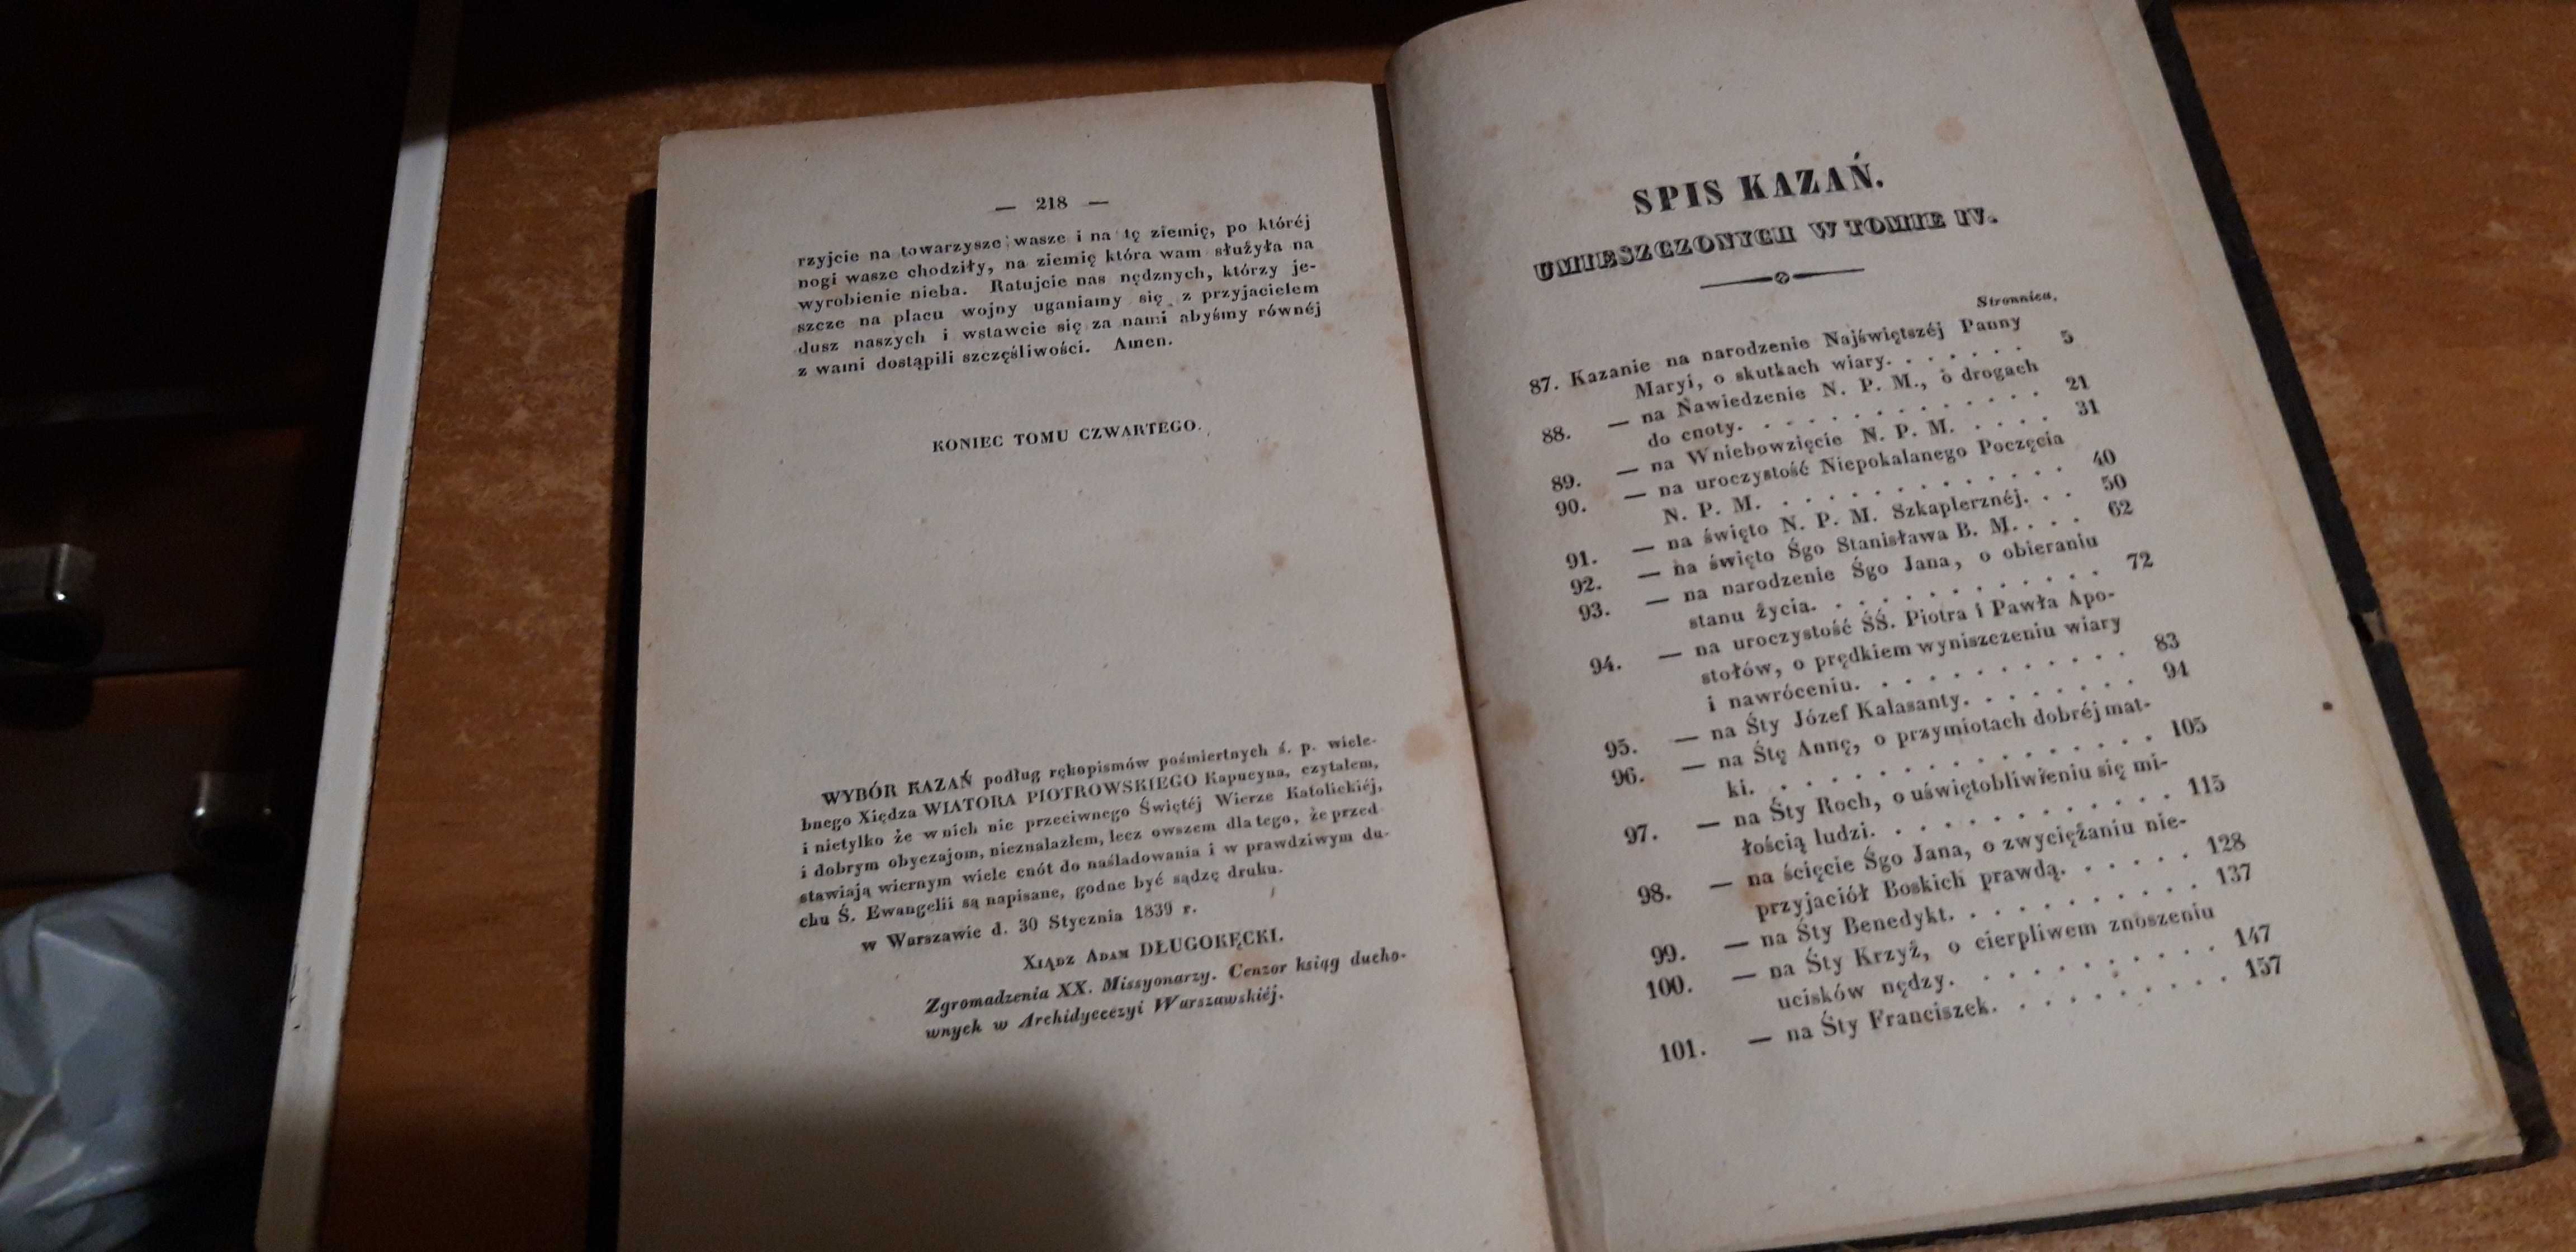 — 218 —
rzyjcie na towarzysze wasze i na tę ziemię, po któréj
nogi wasze chodziły, na ziemię która wam służyła na
wyrobienie nieba. Ratujcie nas nędznych, którzy je-
szcze na placu wojny uganiamy się z przyjacielem
dusz naszych i wstawcie się za nami abyśmy równéj
z wami dostąpili szczęśliwości. Amen.
KONIEC TOMU CZWARTEGO.
WYBÓR KAZAŃ podług rękopismów pośmiertnych ś. p. wiele-
bnego Xiędza WIATORA PIOTROWSKIEGO Kapucyna, czytałem,
i nietylko że w nich nic przeciwnego Świętéj Wierze Katolickiéj,
i dobrym obyczajom, nieznalazłem, lecz owszem dla tego, że przed-
stawiają wiernym wiele cnót do naśladowania i w prawdziwym du-
chu Ś. Ewangelii są napisane, godne być sądzę druku.
w Warszawie d. 30 Stycznia 1839 r.
XIĄDZ ADAM DŁUGOKĘCKI.
Zgromadzenia XX. Missyonarzy. Cenzor ksiąg ducho-
wnych w Archidyecezyi Warszawskiéj.
SPIS KAZAŃ.
UMIESZCZONYCH W TOMIE IV.
Stronnica.
87. Kazanie na narodzenie Najświętszéj Panny
Maryi, o skutkach wiary. . . . . . . 5
88. — na Nawiedzenie N. P. M., o drogach
do cnoty. . . . . . . . . . . . . 21
89. — na Wniebowzięcie N. P. M. . . . . 31
90. — na uroczystość Niepokalanego Poczęcia
N. P. M. . . . . . . . . . . . . 40
91. — na święto N. P. M. Szkaplerznéj. . . 50
92. — na święto Śgo Stanisława B. M. . . . 62
93. — na narodzenie Śgo Jana, o obieraniu
stanu życia. . . . . . . . . . . . 72
94. — na uroczystość ŚŚ. Piotra i Pawła Apo-
stołów, o prędkiem wyniszczeniu wiary
i nawróceniu. . . . . . . . . . . . 83
95. — na Śty Józef Kalasanty. . . . . . . . 94
96. — na Śtę Annę, o przymiotach dobréj mat-
ki. . . . . . . . . . . . . . . . 105
97. — na Śty Roch, o uświętobliwieniu się mi-
łością ludzi. . . . . . . . . . . . . 115
98. — na ścięcie Śgo Jana, o zwyciężaniu nie-
przyjaciół Boskich prawdą. . . . . . 128
99. — na Śty Benedykt. . . . . . . . . . 137
100. — na Śty Krzyż, o cierpliwem znoszeniu
ucisków nędzy. . . . . . . . . . . 147
101. — na Śty Franciszek. . . . . . . . . . 157